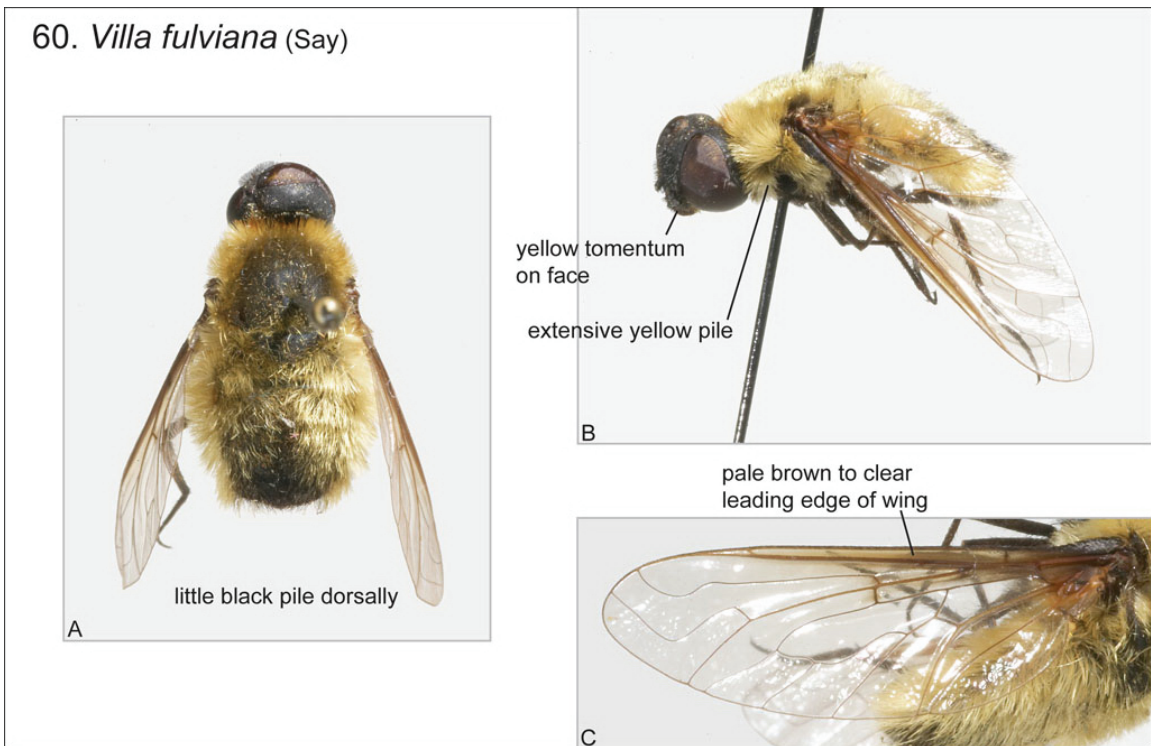 60. Villa fulviana (Say)
yellow tomentum
on face
extensive yellow pile
B
little black pile dorsally
A
pale brown to clear
leading edge of wing
C